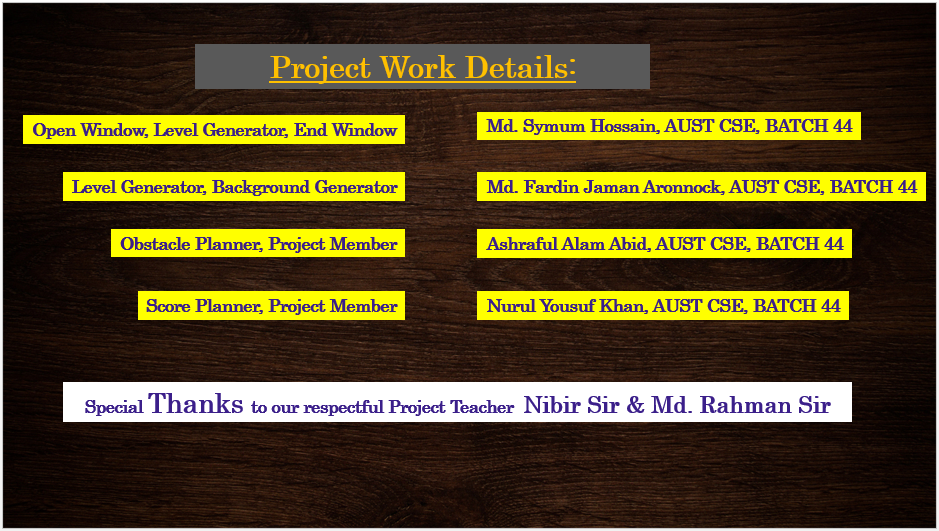 Project Work Details:
Open Window, Level Generator, End Window
Md. Symum Hossain, AUST CSE, BATCH 44
Level Generator, Background Generator
Md. Fardin Jaman Aronnock, AUST CSE, BATCH 44
Obstacle Planner, Project Member
Ashraful Alam Abid, AUST CSE, BATCH 44
Score Planner, Project Member
Nurul Yousuf Khan, AUST CSE, BATCH 44
Special Thanks to our respectful Project Teacher Nibir Sir & Md. Rahman Sir